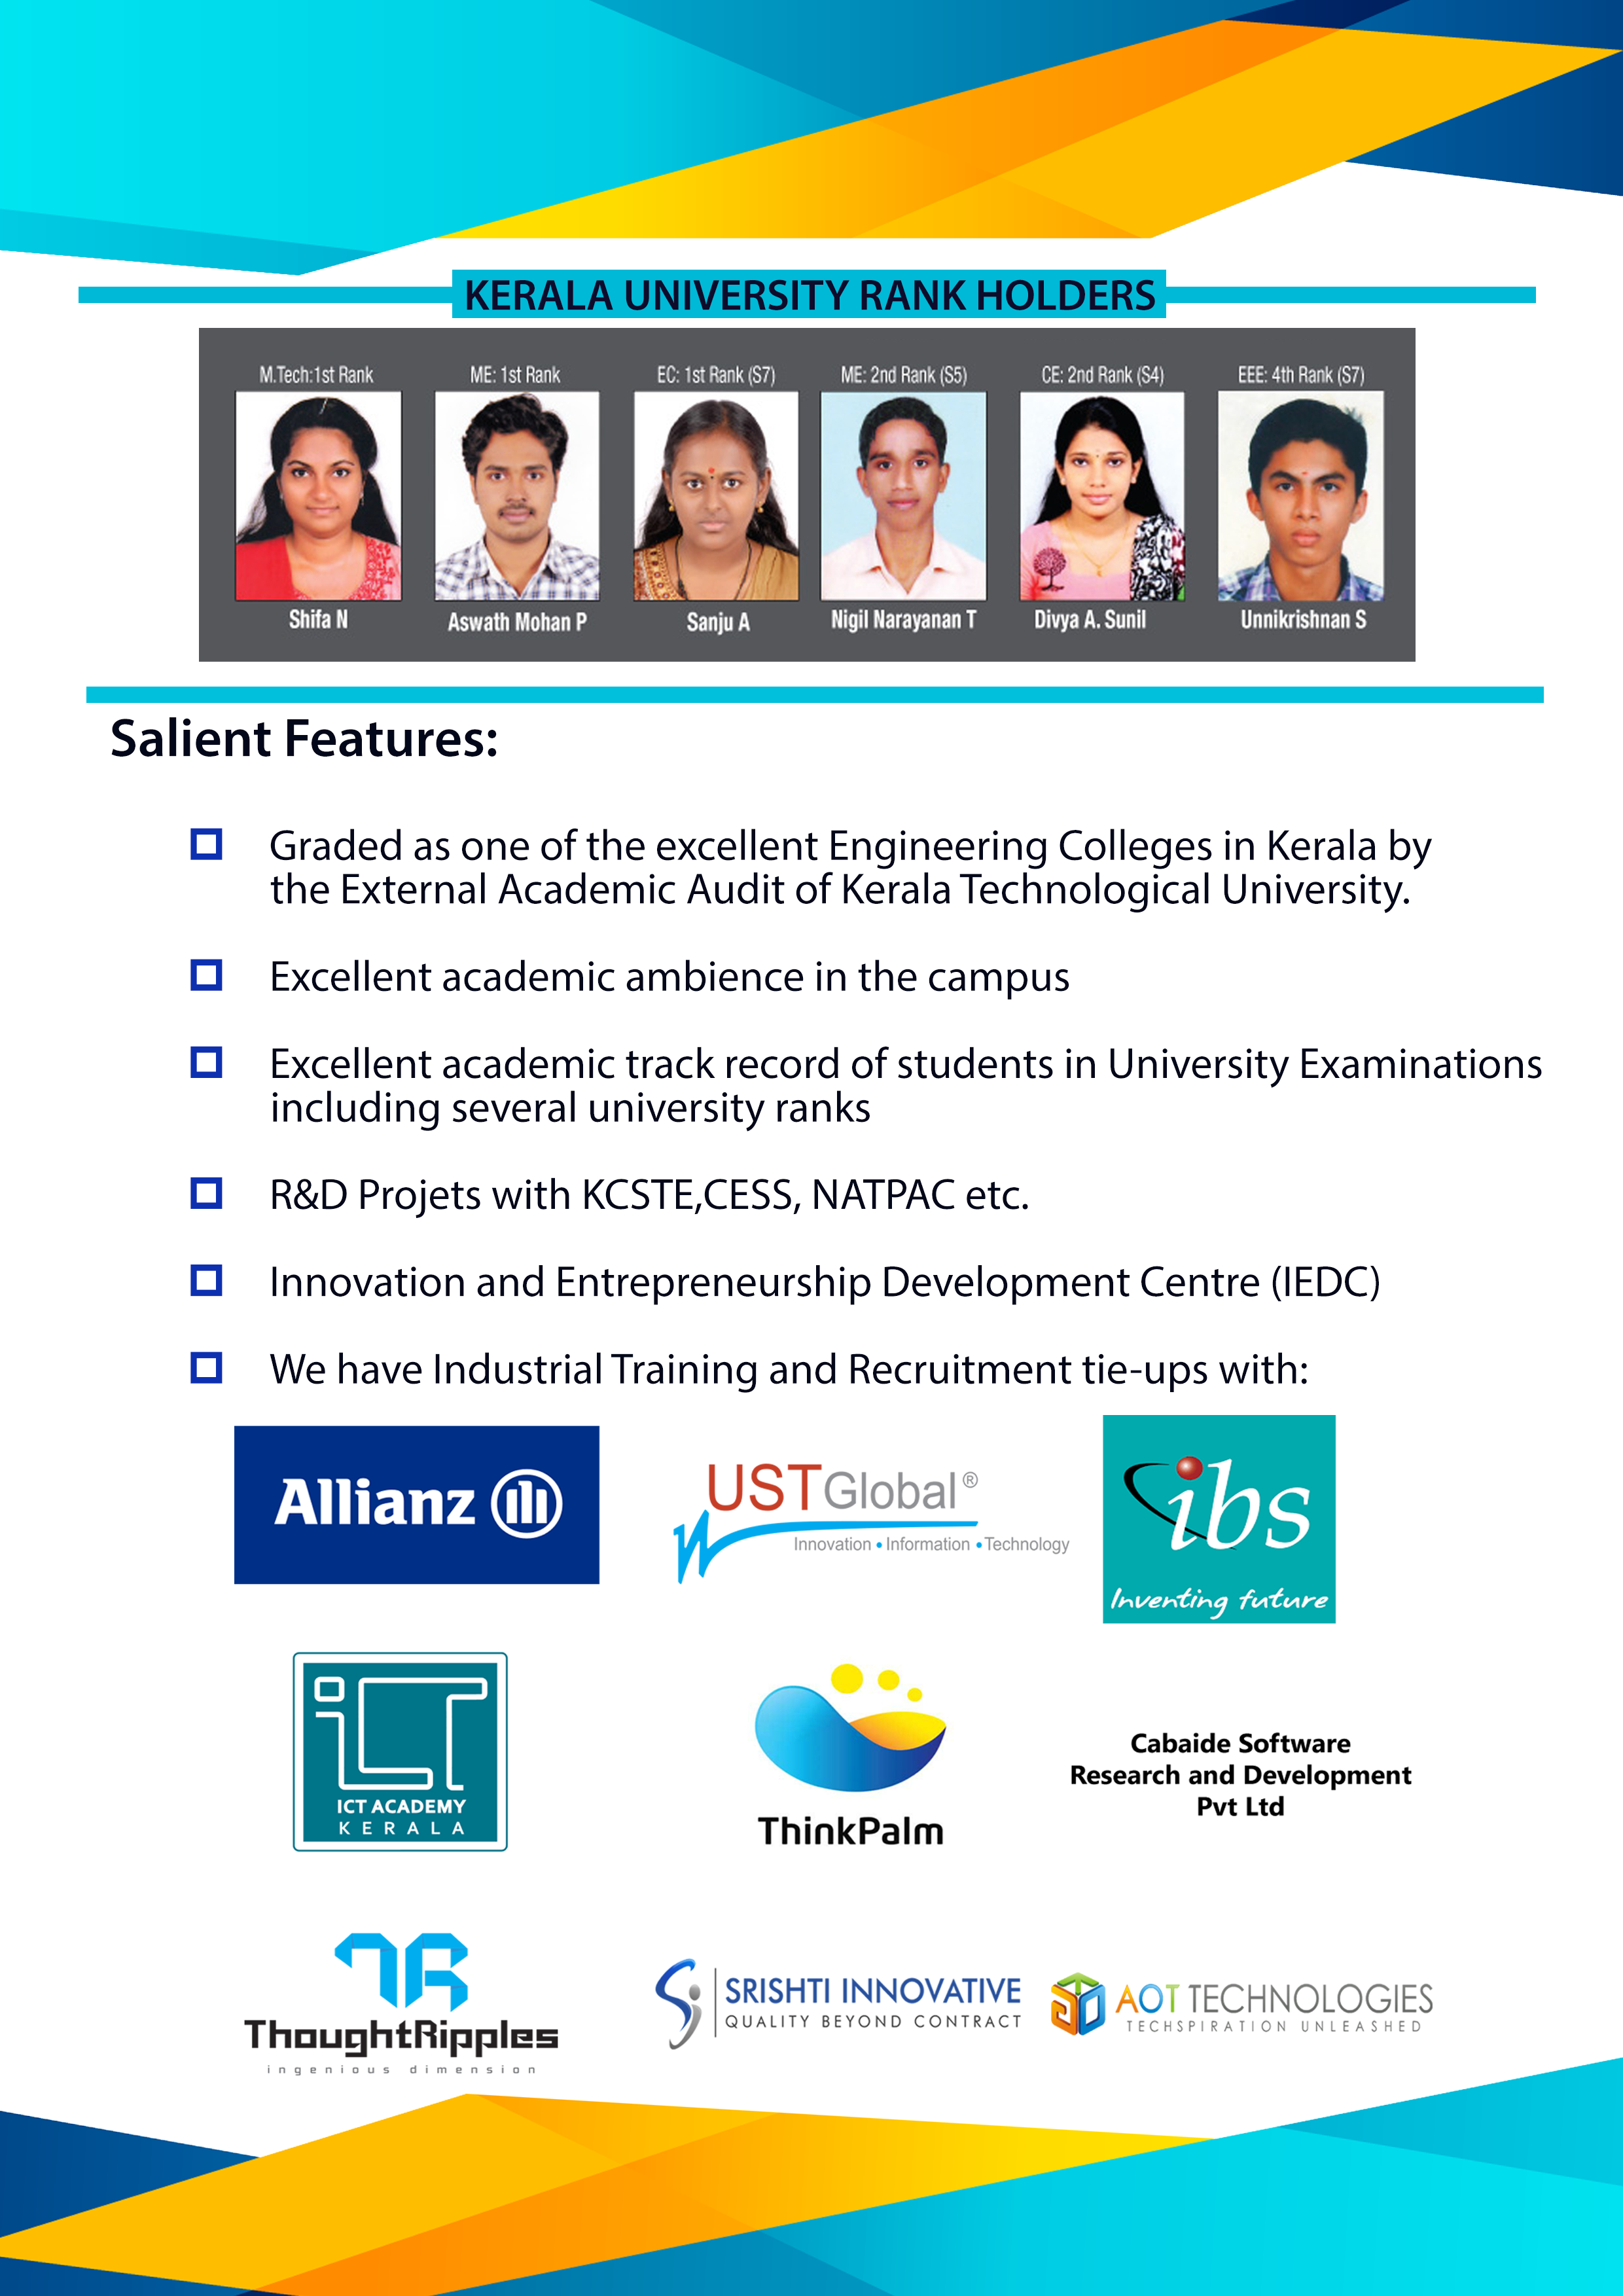 KERALA UNIVERSITY RANK HOLDERS
M.Tech:1st Rank
ME: 1st Rank
EC: 1st Rank (S7)
ME: 2nd Rank (S5)
CE: 2nd Rank (S4)
EEE: 4th Rank (S7)
Shifa N
Aswath Mohan P
Sanju A
Nigil Narayanan T
Divya A. Sunil
Unnikrishnan S
Salient Features:
Graded as one of the excellent Engineering Colleges in Kerala by
the External Academic Audit of Kerala Technological University.
Excellent academic ambience in the campus
Excellent academic track record of students in University Examinations
including several university ranks
R&D Projets with KCSTE,CESS, NATPAC etc.
Innovation and Entrepreneurship Development Centre (IEDC)
We have Industrial Training and Recruitment tie-ups with:
Allianz
USTGlobal®
Innovation • Information • Technology
ibs
Inventing future
ICT
ICT ACADEMY
KERALA
ThinkPalm
Cabaide Software
Research and Development
Pvt Ltd
TR
ThoughtRipples
ingenious dimension
SRISHTI INNOVATIVE
QUALITY BEYOND CONTRACT
AOT TECHNOLOGIES
TECHSPIRATION UNLEASHED